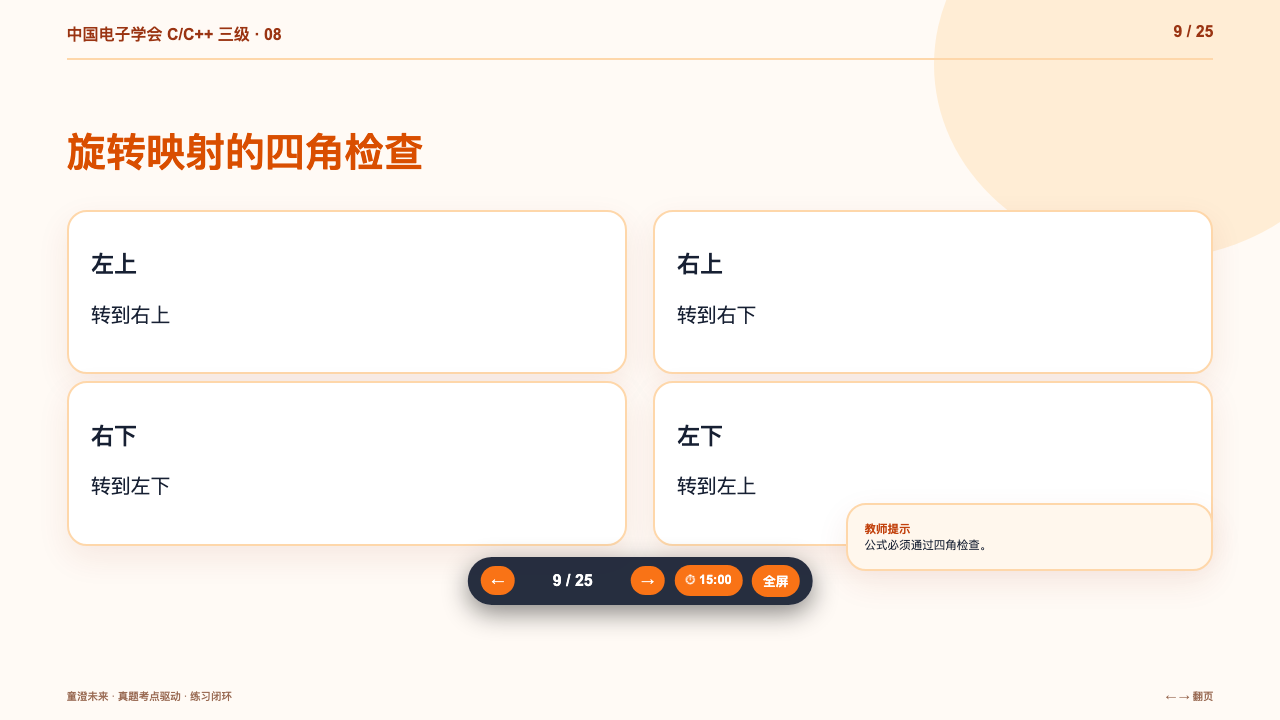 中国电子学会 C/C++ 三级 · 08
9 / 25
旋转映射的四角检查
左上
转到右上
右上
转到右下
右下
转到左下
左下
转到左上
教师提示
公式必须通过四角检查。
← 9 / 25 → ⏱ 15:00 全屏
童澄未来 · 真题考点驱动 · 练习闭环
←→ 翻页